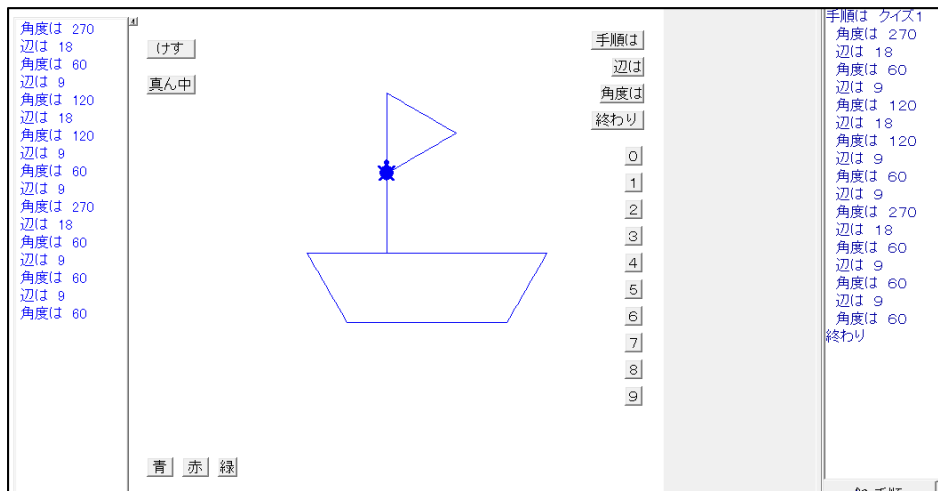 角度は 270
辺は 18
角度は 60
辺は 9
角度は 120
辺は 18
角度は 120
辺は 9
角度は 60
辺は 9
角度は 270
辺は 18
角度は 60
辺は 9
角度は 60
辺は 9
角度は 60
けす
真ん中
青 赤 緑
手順は
辺は
角度は
終わり
0
1
2
3
4
5
6
7
8
9
手順は クイズ1
角度は 270
辺は 18
角度は 60
辺は 9
角度は 120
辺は 18
角度は 120
辺は 9
角度は 60
辺は 9
角度は 270
辺は 18
角度は 60
辺は 9
角度は 60
辺は 9
角度は 60
終わり